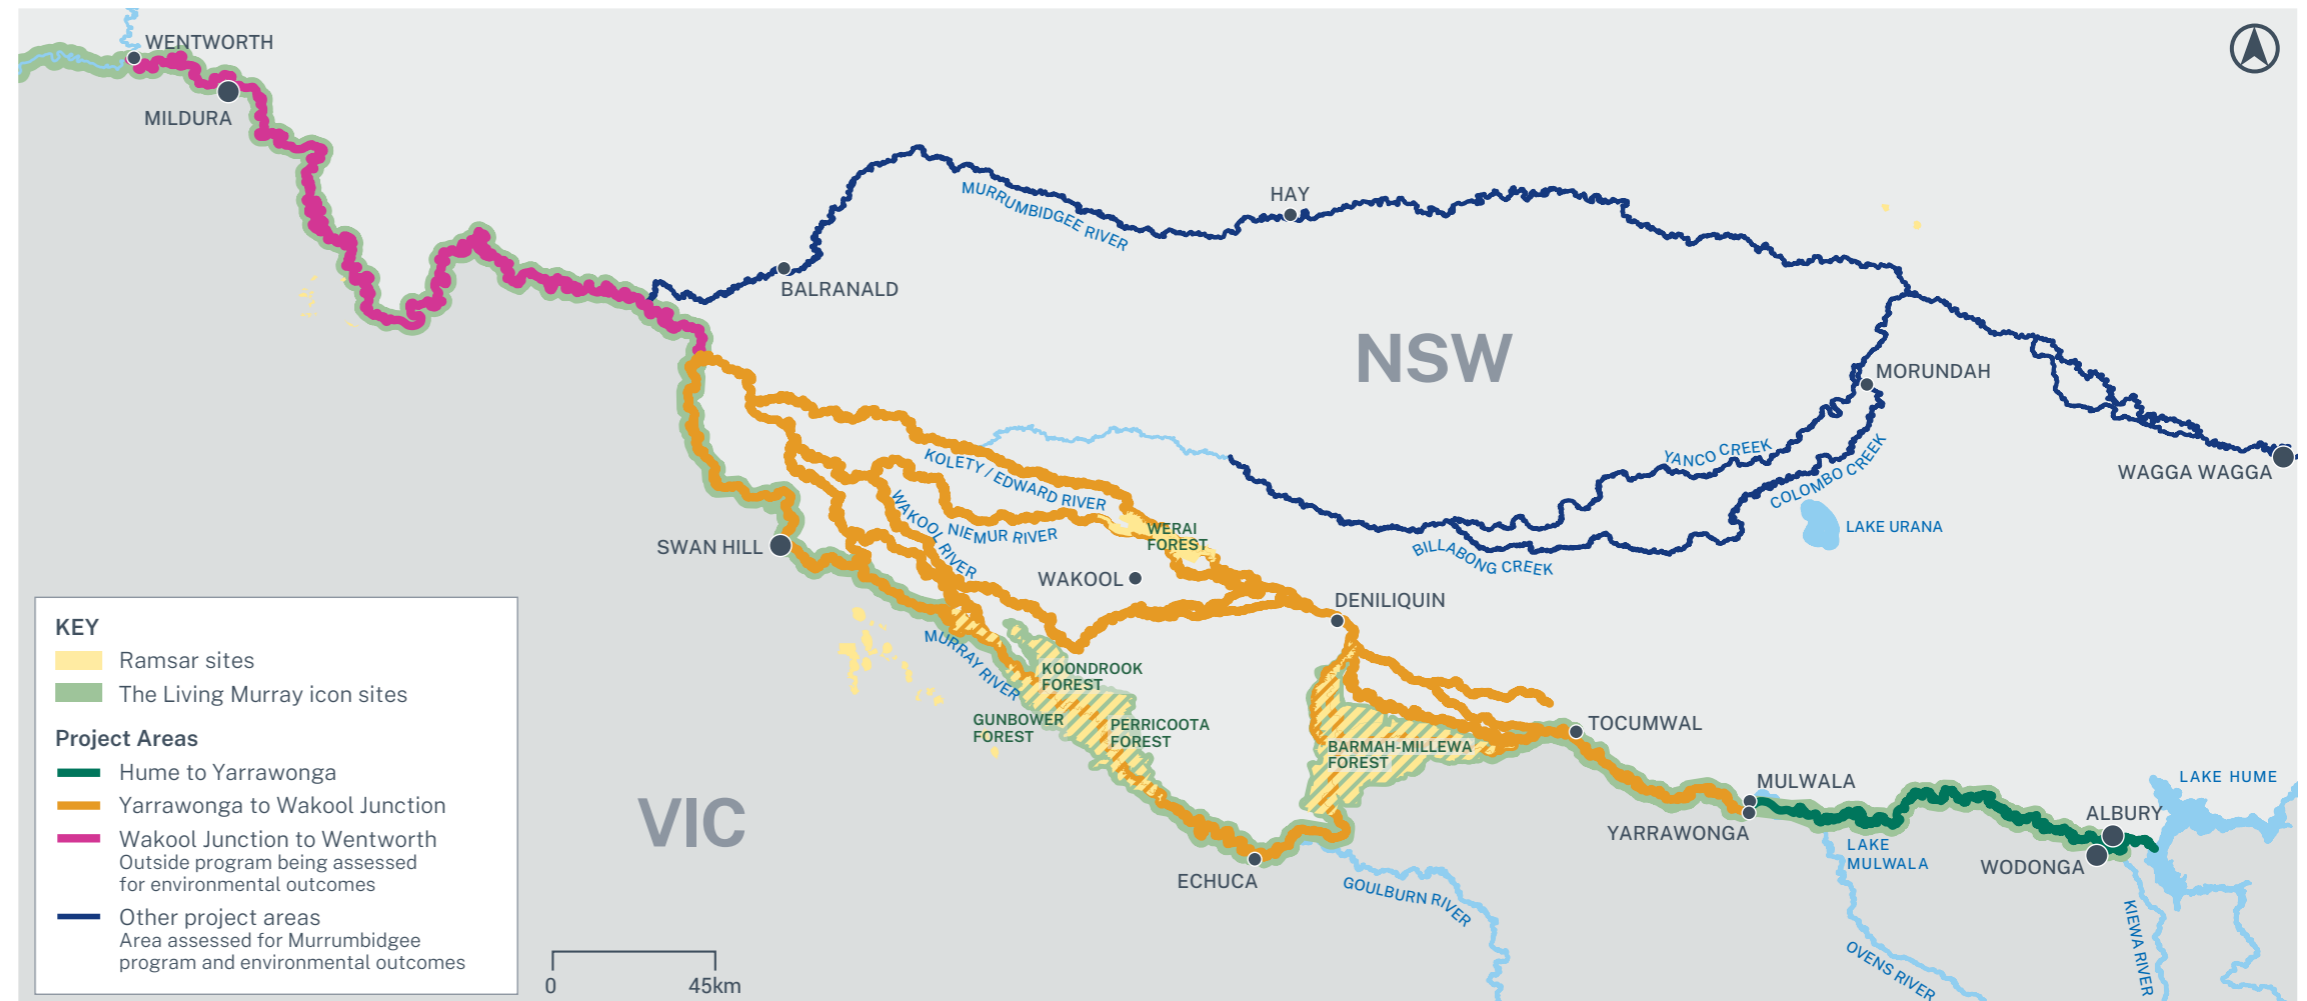 WENTWORTH
MILDURA
MURRUMBIDGEE RIVER
HAY
BALRANALD
NSW
MORUNDAH
YANCO CREEK
COLOMBO CREEK
WAGGA WAGGA
KOLETY / EDWARD RIVER
WAKOOL RIVER
NIEMUR RIVER
WERAI
FOREST
LAKE URANA
BILLABONG CREEK
SWAN HILL
WAKOOL
DENILIQUIN
MURRAY RIVER
KOONDROOK
FOREST
GUNBOWER
FOREST
PERRICOOTA
FOREST
BARMAH-MILLEWA
FOREST
TOCUMWAL
MULWALA
YARRAWONGA
LAKE HUME
ALBURY
LAKE
MULWALA
WODONGA
VIC
ECHUCA
GOULBURN RIVER
OVENS RIVER
KIEWA RIVER
KEY
Ramsar sites
The Living Murray icon sites
Project Areas
Hume to Yarrawonga
Yarrawonga to Wakool Junction
Wakool Junction to Wentworth
Outside program being assessed
for environmental outcomes
Other project areas
Area assessed for Murrumbidgee
program and environmental outcomes
0 45km